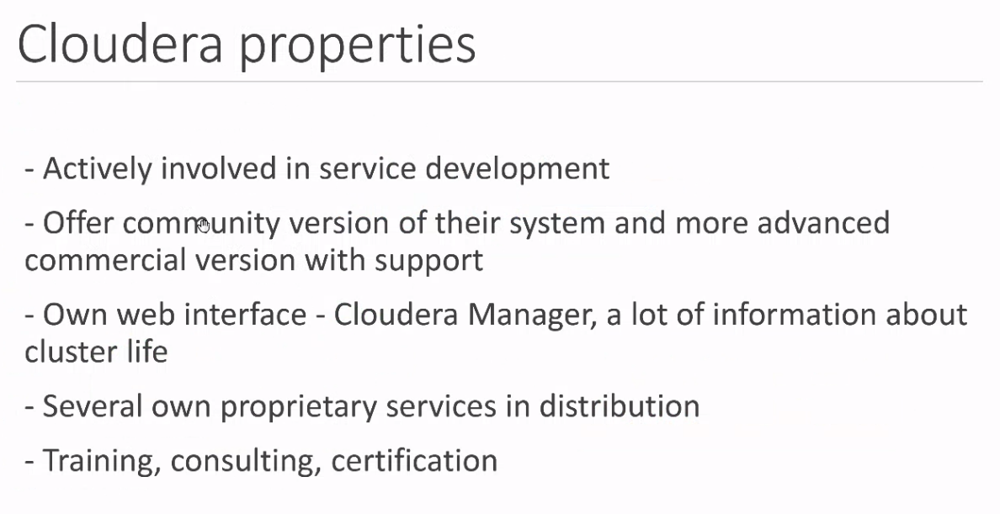 Cloudera properties
- Actively involved in service development
- Offer community version of their system and more advanced
commercial version with support
- Own web interface - Cloudera Manager, a lot of information about
cluster life
- Several own proprietary services in distribution
- Training, consulting, certification